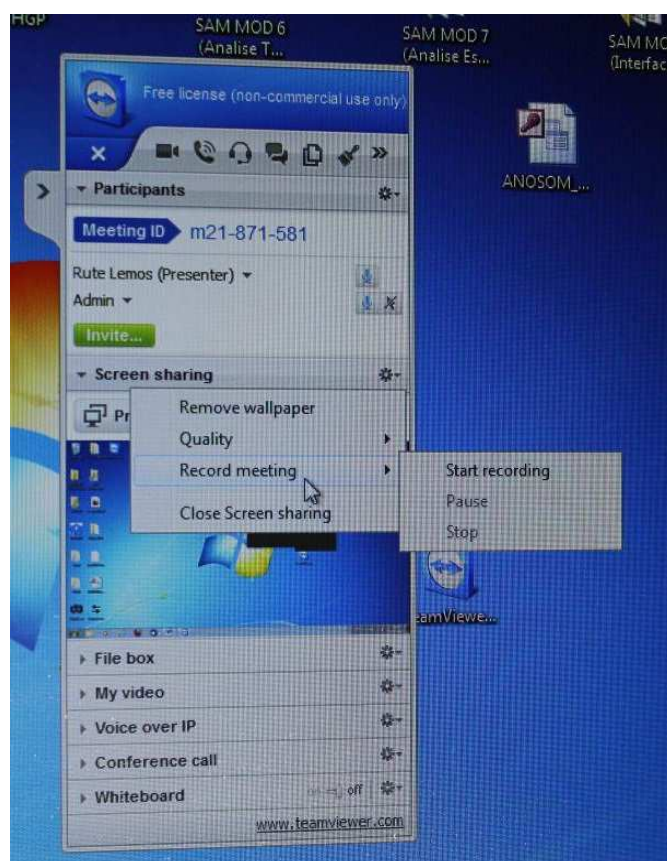 HGP
SAM MOD 6
(Analise T...
SAM MOD 7
(Analise Es...
SAM MO
(Interfac
Free license (non-commercial use only)
ANOSOM_...
Participants
Meeting ID m21-871-581
Rute Lemos (Presenter)
Admin
Invite...
Screen sharing
Pr
Remove wallpaper
Quality
Record meeting
Close Screen sharing
Start recording
Pause
Stop
eamViewe...
File box
My video
Voice over IP
Conference call
Whiteboard off
www.teamviewer.com